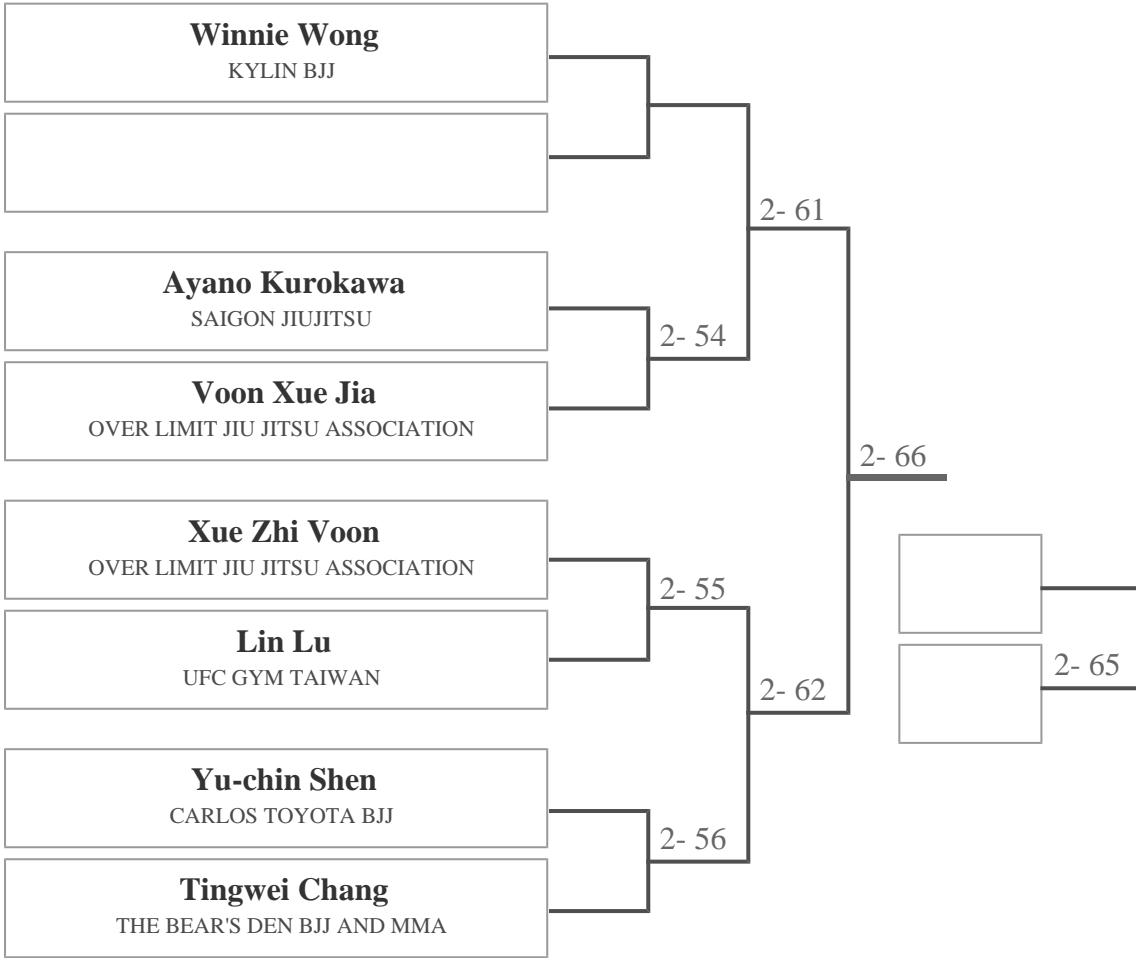 Winnie Wong
KYLIN BJJ
2- 61
Ayano Kurokawa
SAIGON JIUJITSU
2- 54
Voon Xue Jia
OVER LIMIT JIU JITSU ASSOCIATION
2- 66
Xue Zhi Voon
OVER LIMIT JIU JITSU ASSOCIATION
2- 55
Lin Lu
UFC GYM TAIWAN
2- 62
2- 65
Yu-chin Shen
CARLOS TOYOTA BJJ
2- 56
Tingwei Chang
THE BEAR'S DEN BJJ AND MMA